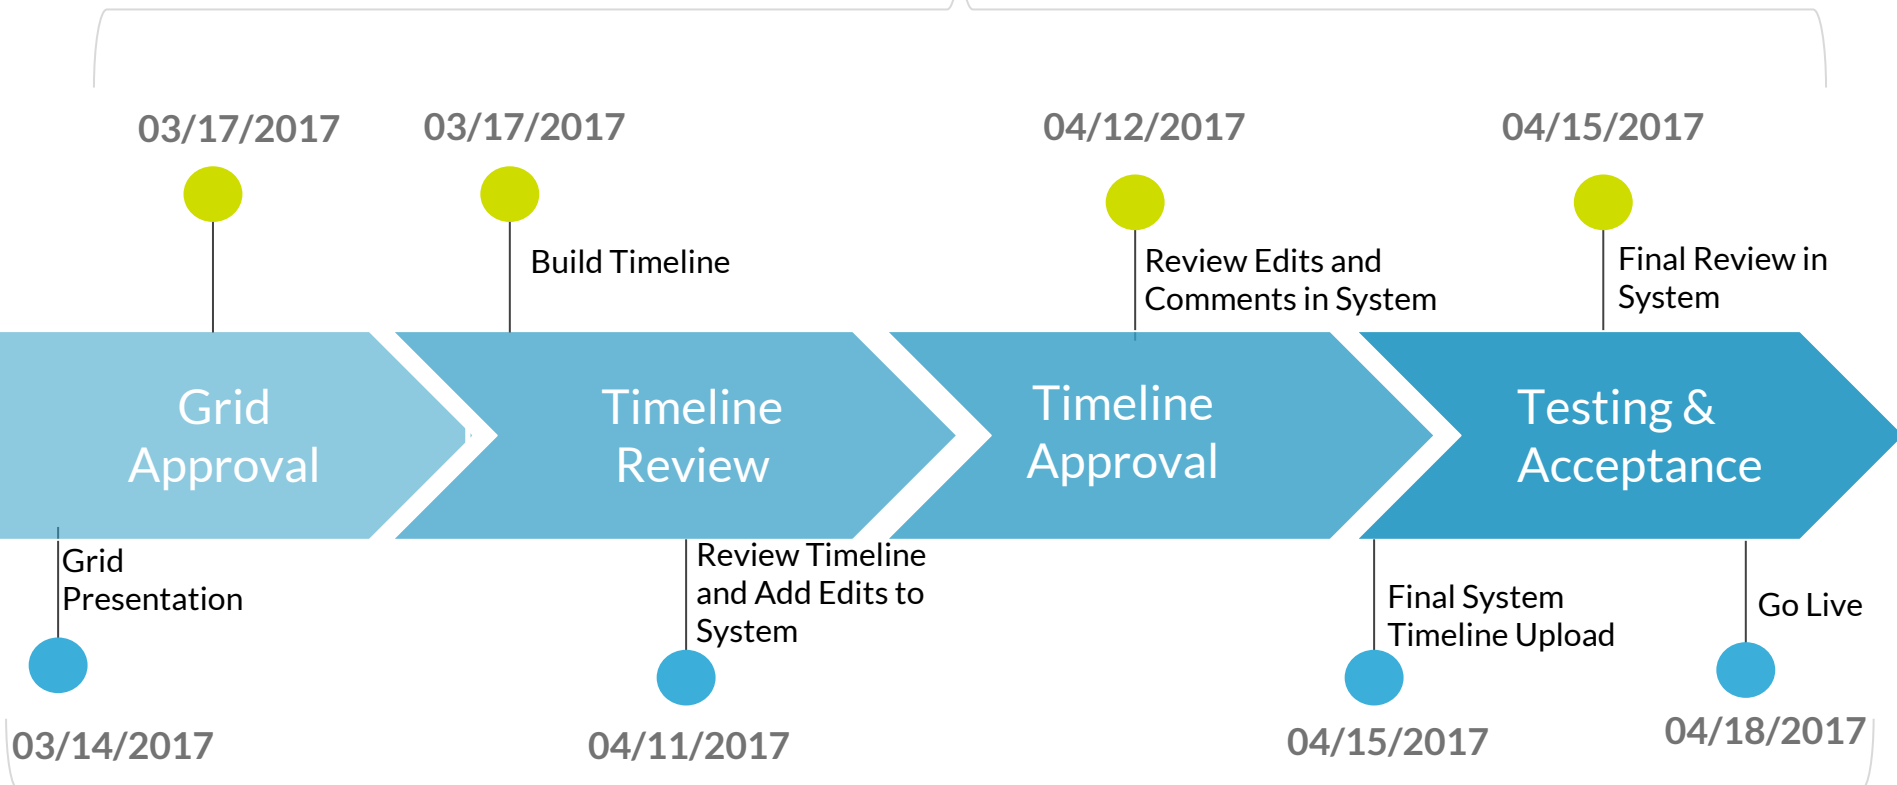 03/17/2017
03/17/2017
04/12/2017
04/15/2017
Build Timeline
Review Edits and
Comments in System
Final Review in
System
Grid
Approval
Timeline
Review
Timeline
Approval
Testing &
Acceptance
Grid
Presentation
Review Timeline
and Add Edits to
System
Final System
Timeline Upload
Go Live
03/14/2017
04/11/2017
04/15/2017
04/18/2017